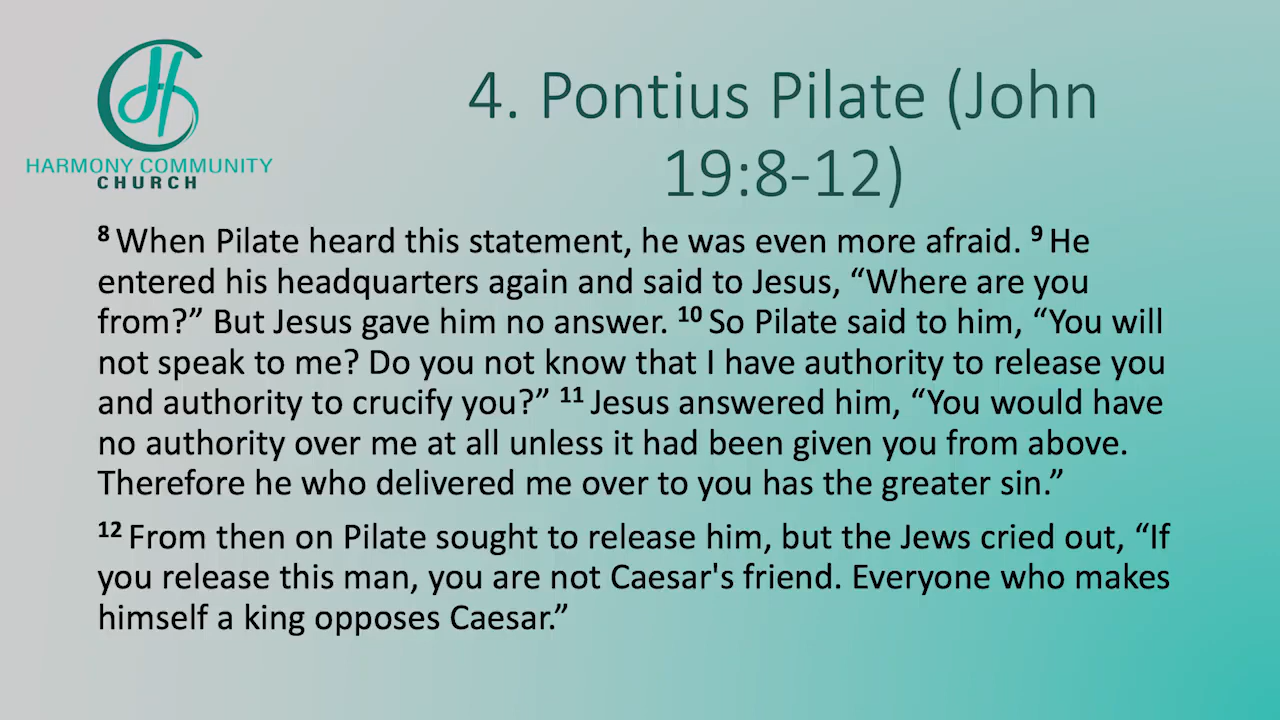 HARMONY COMMUNITY
CHURCH
4. Pontius Pilate (John
19:8-12)
8 When Pilate heard this statement, he was even more afraid. 9 He
entered his headquarters again and said to Jesus, “Where are you
from?” But Jesus gave him no answer. 10 So Pilate said to him, “You will
not speak to me? Do you not know that I have authority to release you
and authority to crucify you?” 11 Jesus answered him, “You would have
no authority over me at all unless it had been given you from above.
Therefore he who delivered me over to you has the greater sin.”
12 From then on Pilate sought to release him, but the Jews cried out, “If
you release this man, you are not Caesar's friend. Everyone who makes
himself a king opposes Caesar.”